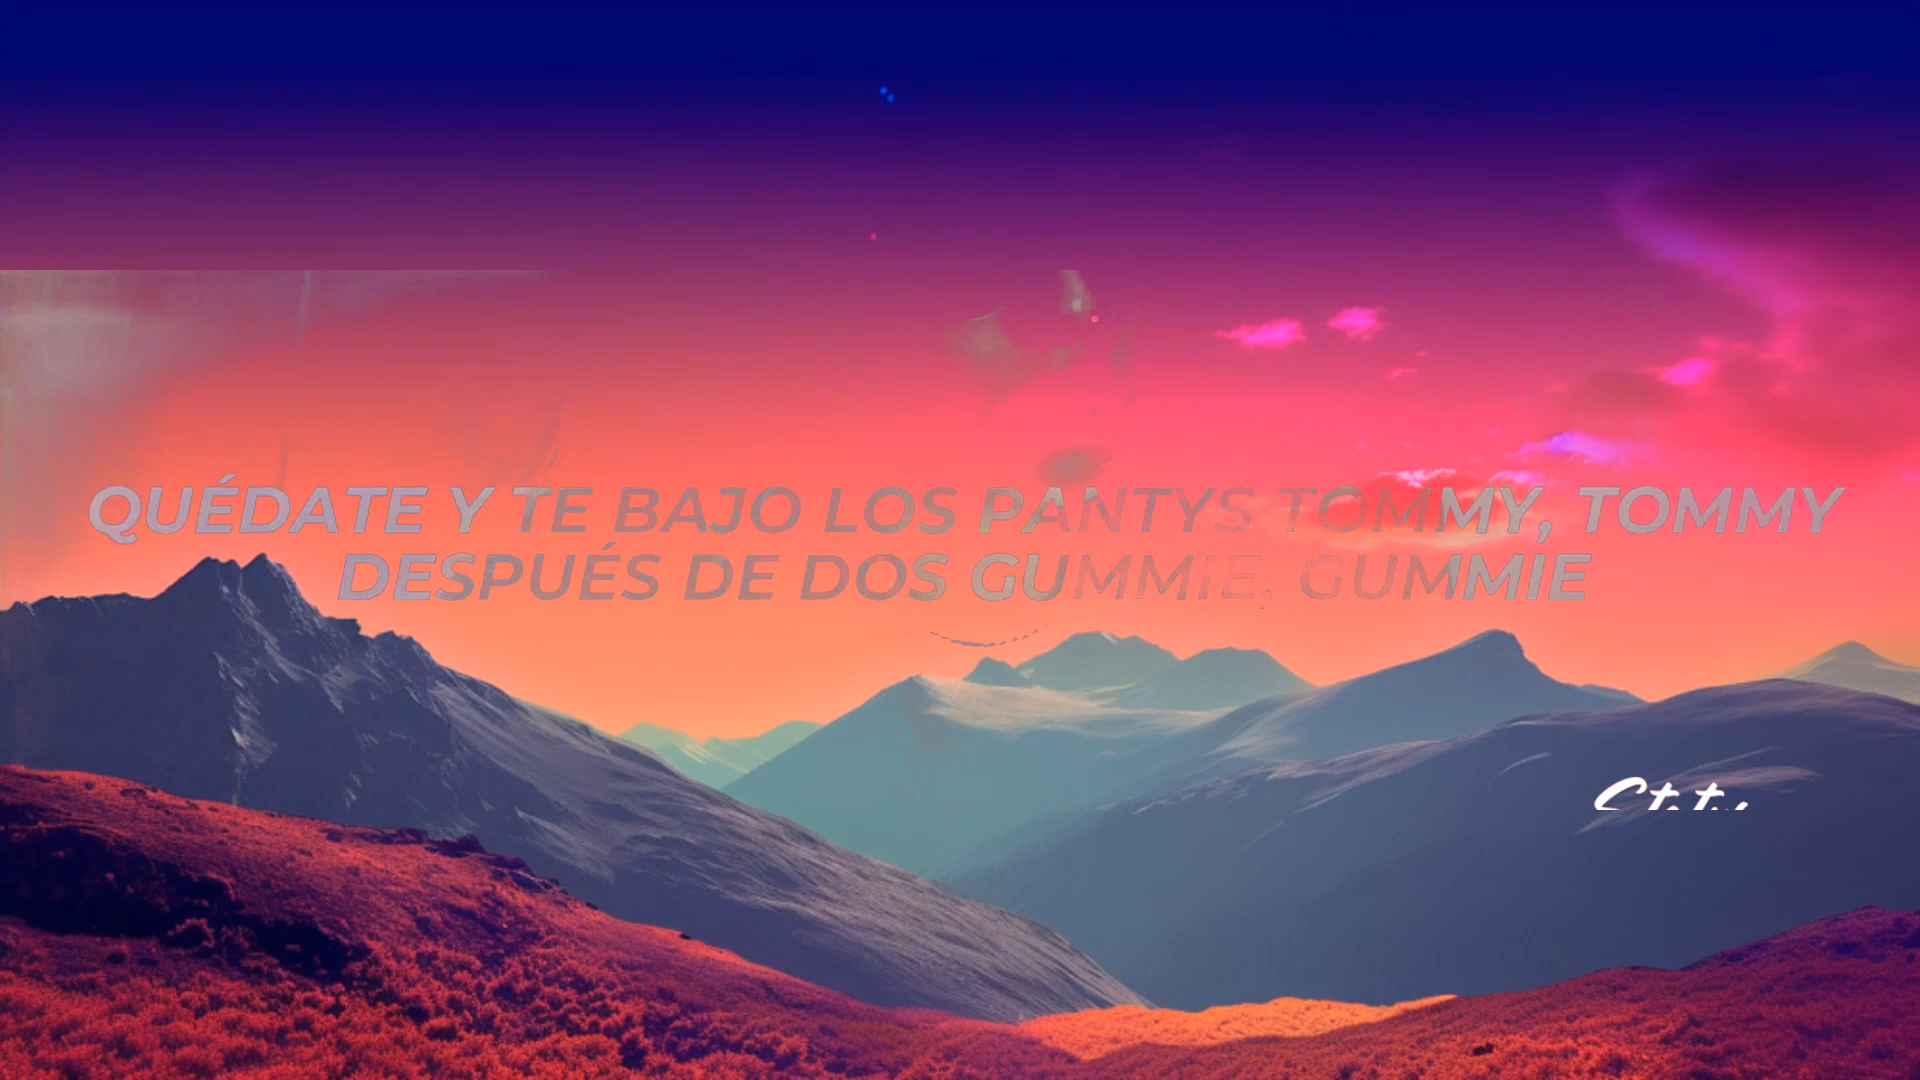 QUÉDATE Y TE BAJO LOS PANTYS TOMMY, TOMMY
DESPUÉS DE DOS GUMMIE, GUMMIE